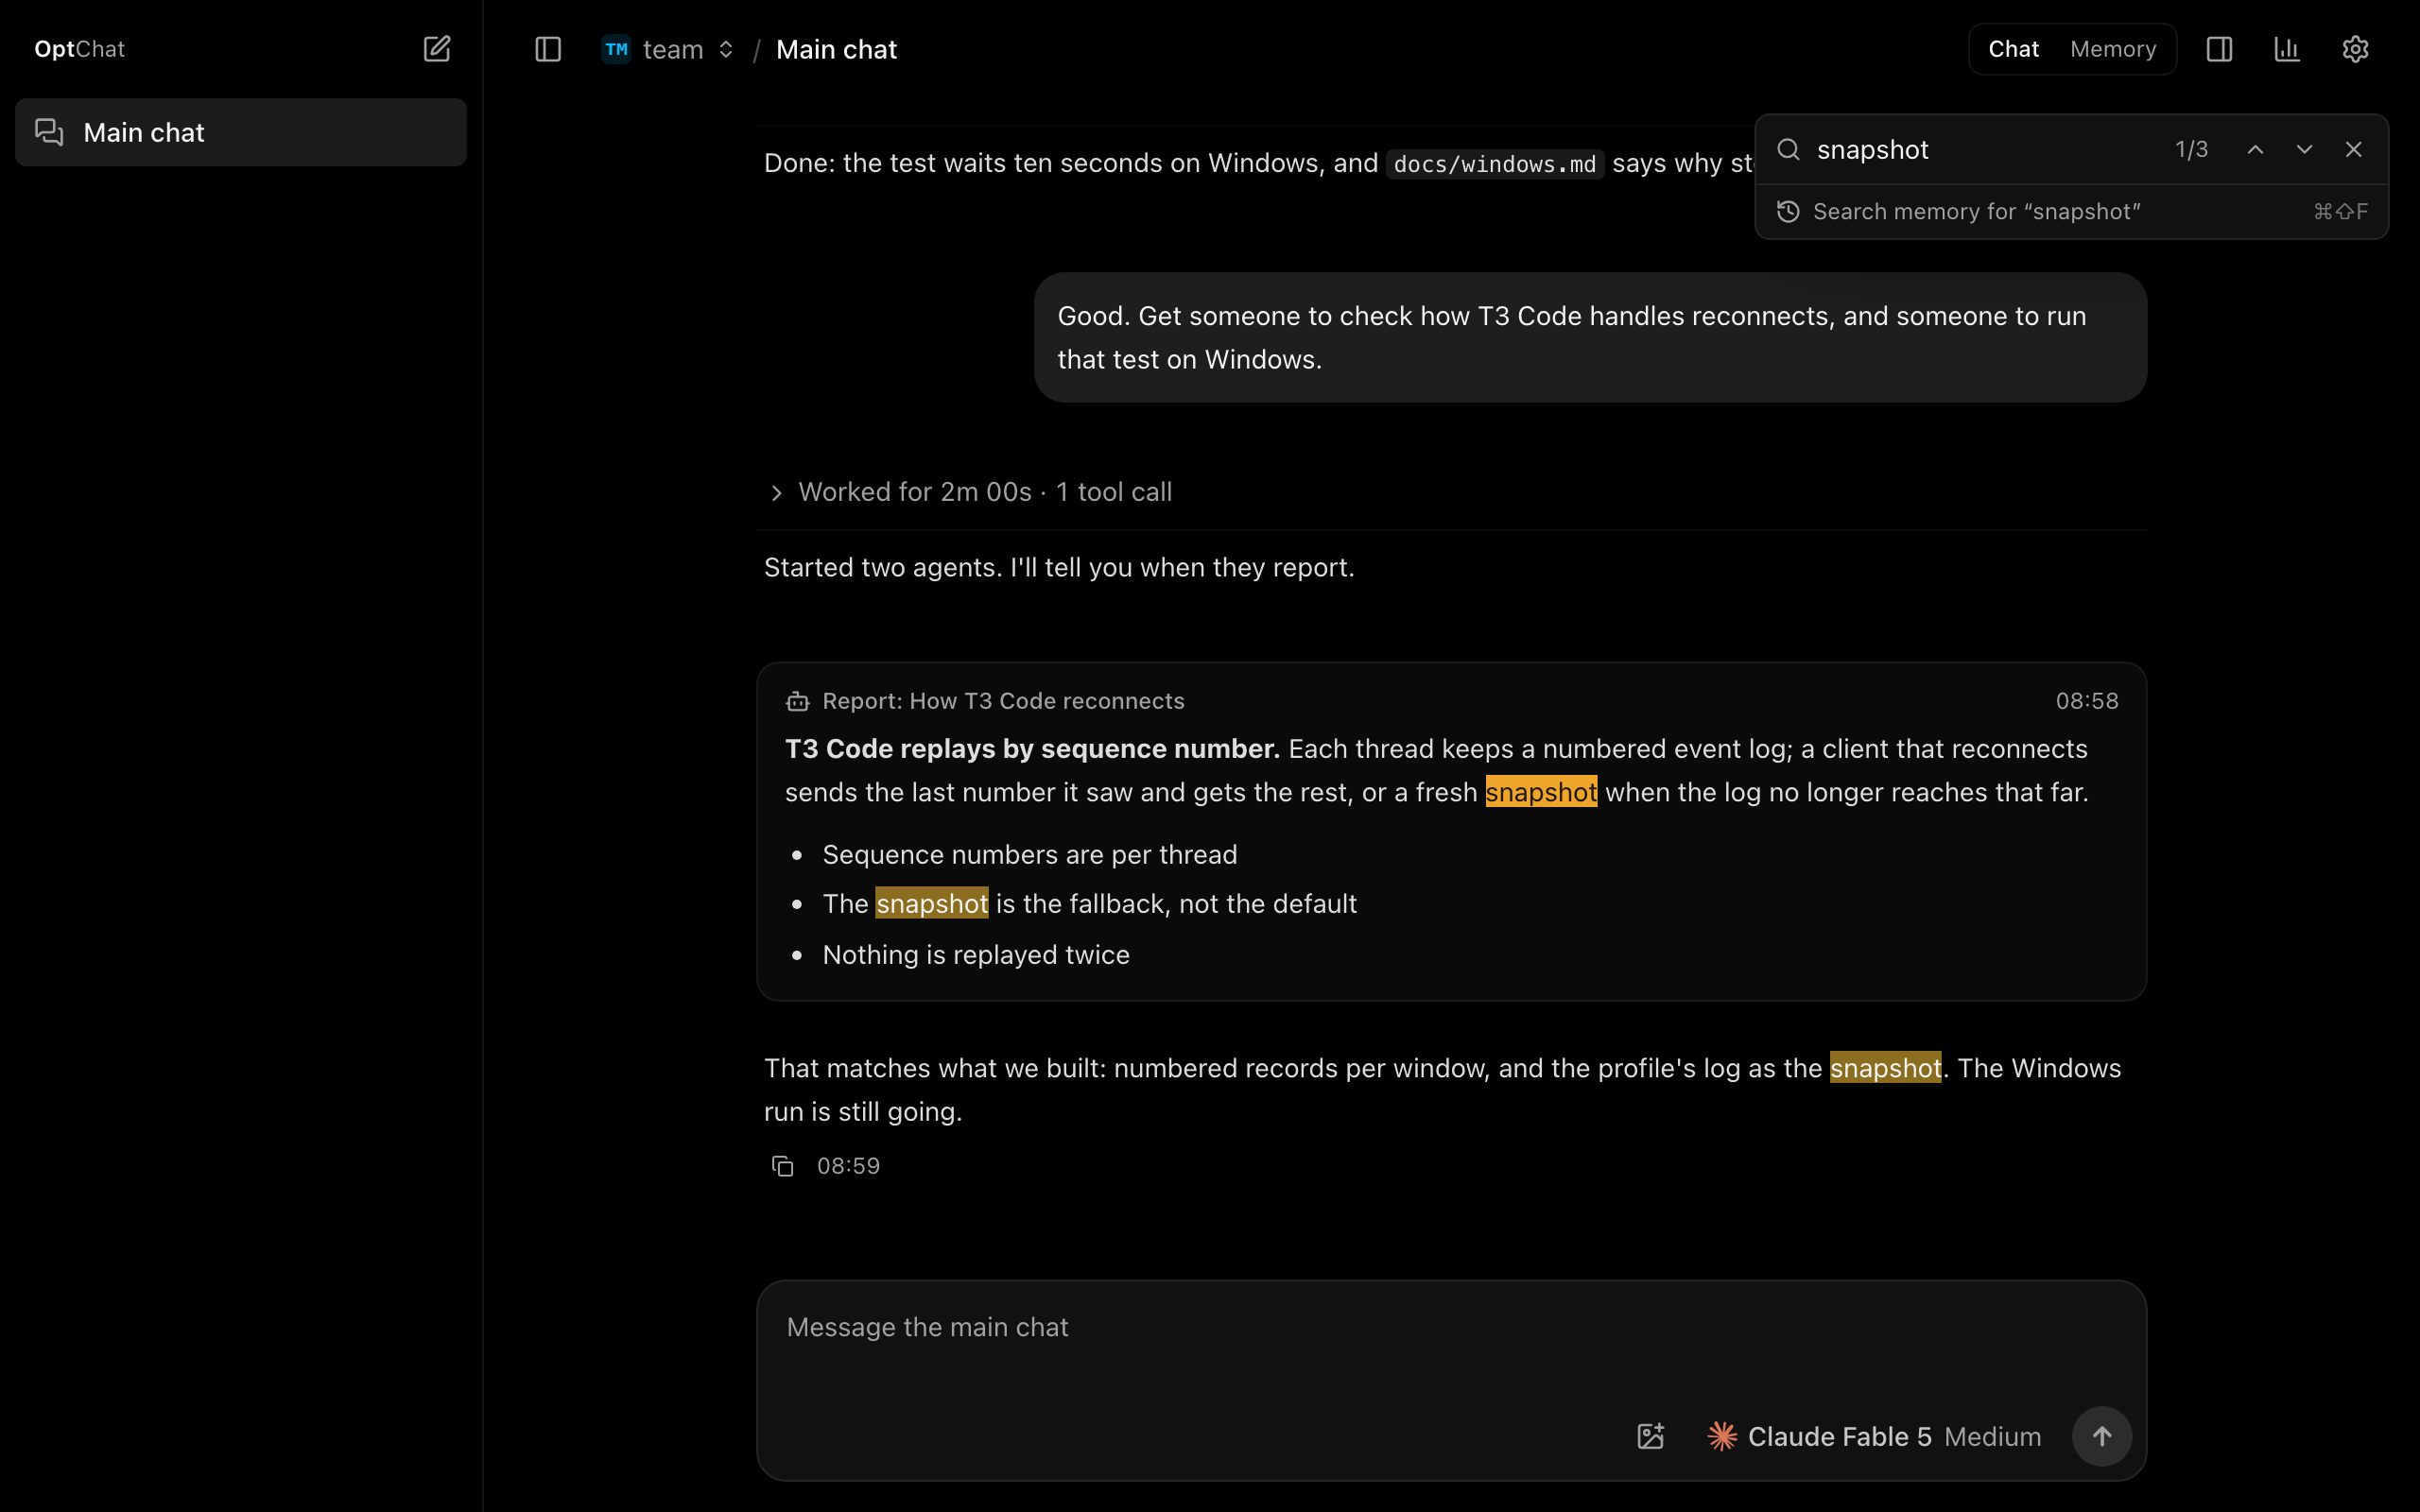 OptChat
Main chat
TM team / Main chat
Chat Memory
snapshot 1/3
Search memory for “snapshot” ⌘⇧F
Done: the test waits ten seconds on Windows, and docs/windows.md says why
Good. Get someone to check how T3 Code handles reconnects, and someone to run
that test on Windows.
Worked for 2m 00s · 1 tool call
Started two agents. I'll tell you when they report.
Report: How T3 Code reconnects 08:58
T3 Code replays by sequence number. Each thread keeps a numbered event log; a client that reconnects
sends the last number it saw and gets the rest, or a fresh snapshot when the log no longer reaches that far.
• Sequence numbers are per thread
• The snapshot is the fallback, not the default
• Nothing is replayed twice
That matches what we built: numbered records per window, and the profile's log as the snapshot. The Windows
run is still going.
08:59
Message the main chat
Claude Fable 5 Medium